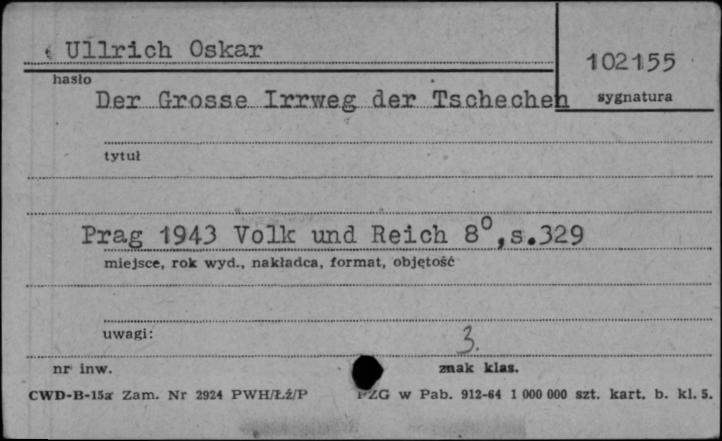 Ullrich Oskar
102155
hasło
Der Grosse Irrweg der Tschechen
sygnatura
tytuł
Prag 1943 Volk und Reich 8⁰,s.329
miejsce, rok wyd., nakładca, format, objętość
uwagi:
3.
nr inw.
znak klas.
CWD-B-15a Zam. Nr 2924 PWH/Łź/P
PZG w Pab. 912-64 1 000 000 szt. kart. b. kl. 5.